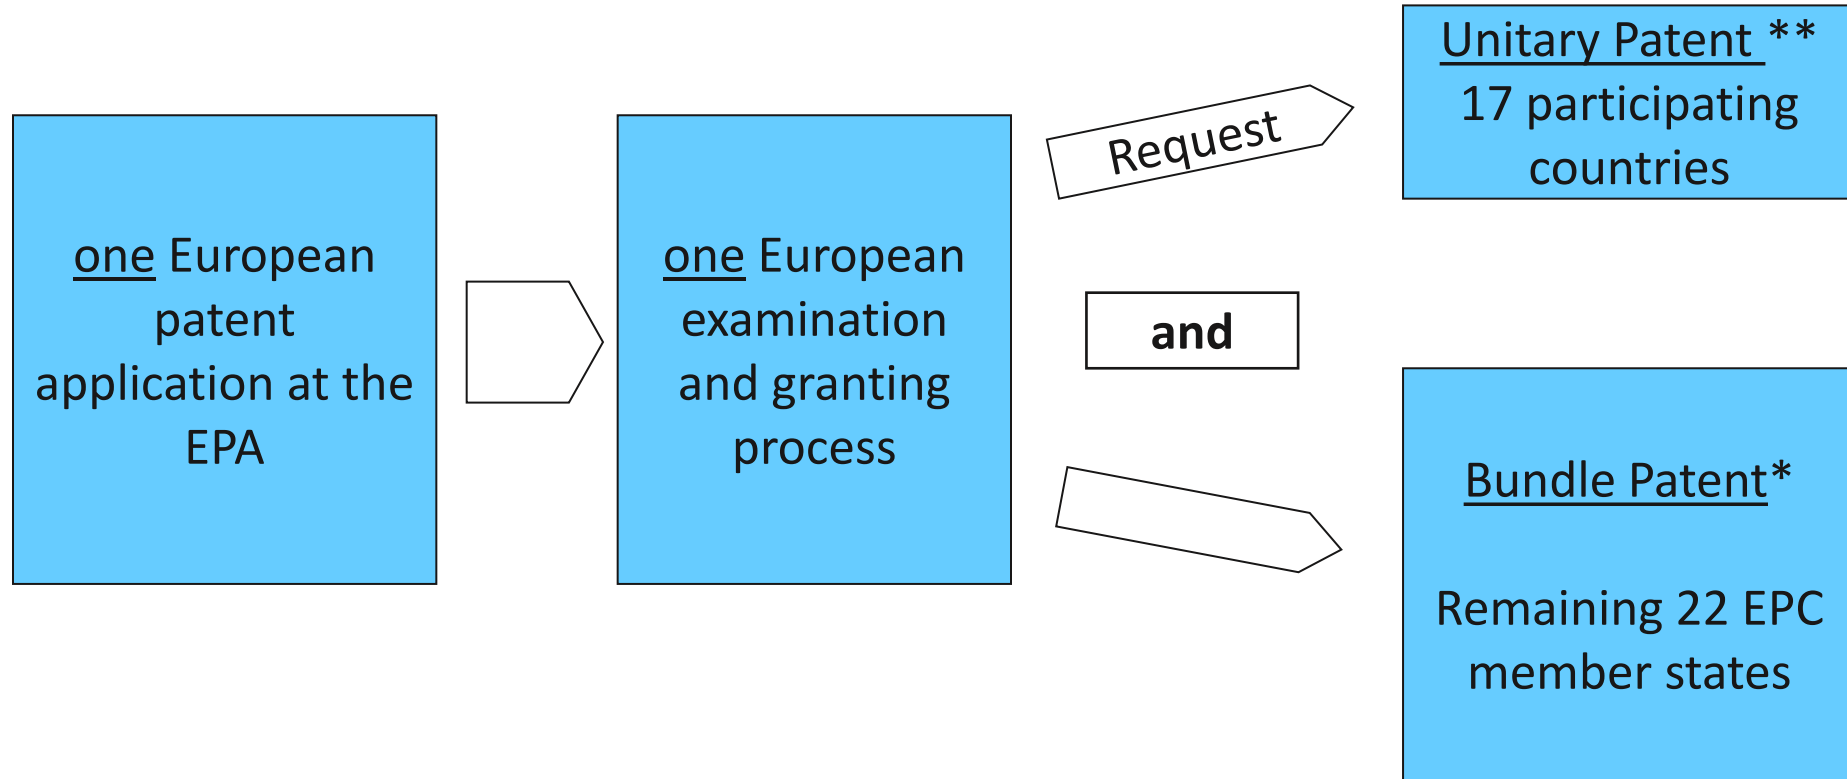 one European
patent
application at the
EPA
one European
examination
and granting
process
Request
and
Unitary Patent **
17 participating
countries
Bundle Patent*
Remaining 22 EPC
member states